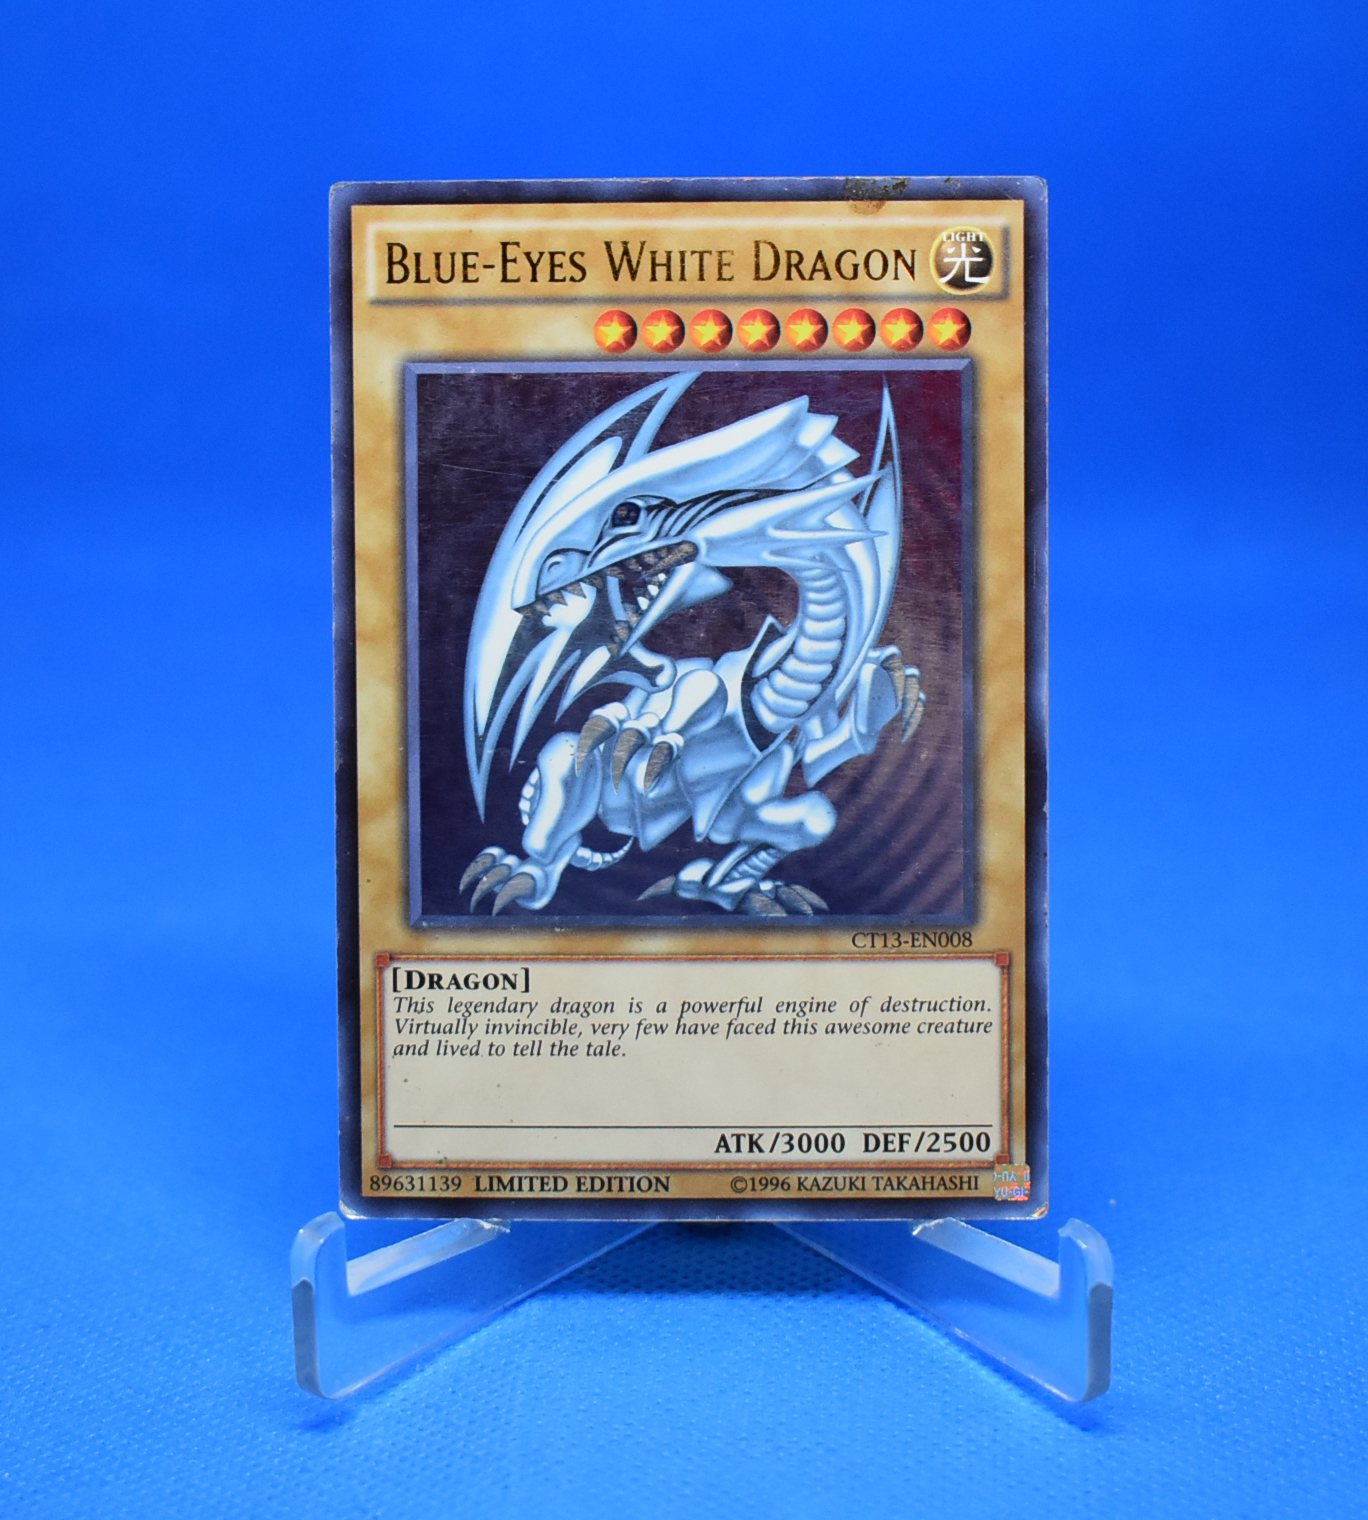 BLUE-EYES WHITE DRAGON
LIGHT
光
CT13-EN008
[DRAGON]
This legendary dragon is a powerful engine of destruction.
Virtually invincible, very few have faced this awesome creature
and lived to tell the tale.
ATK/3000 DEF/2500
89631139 LIMITED EDITION ©1996 KAZUKI TAKAHASHI